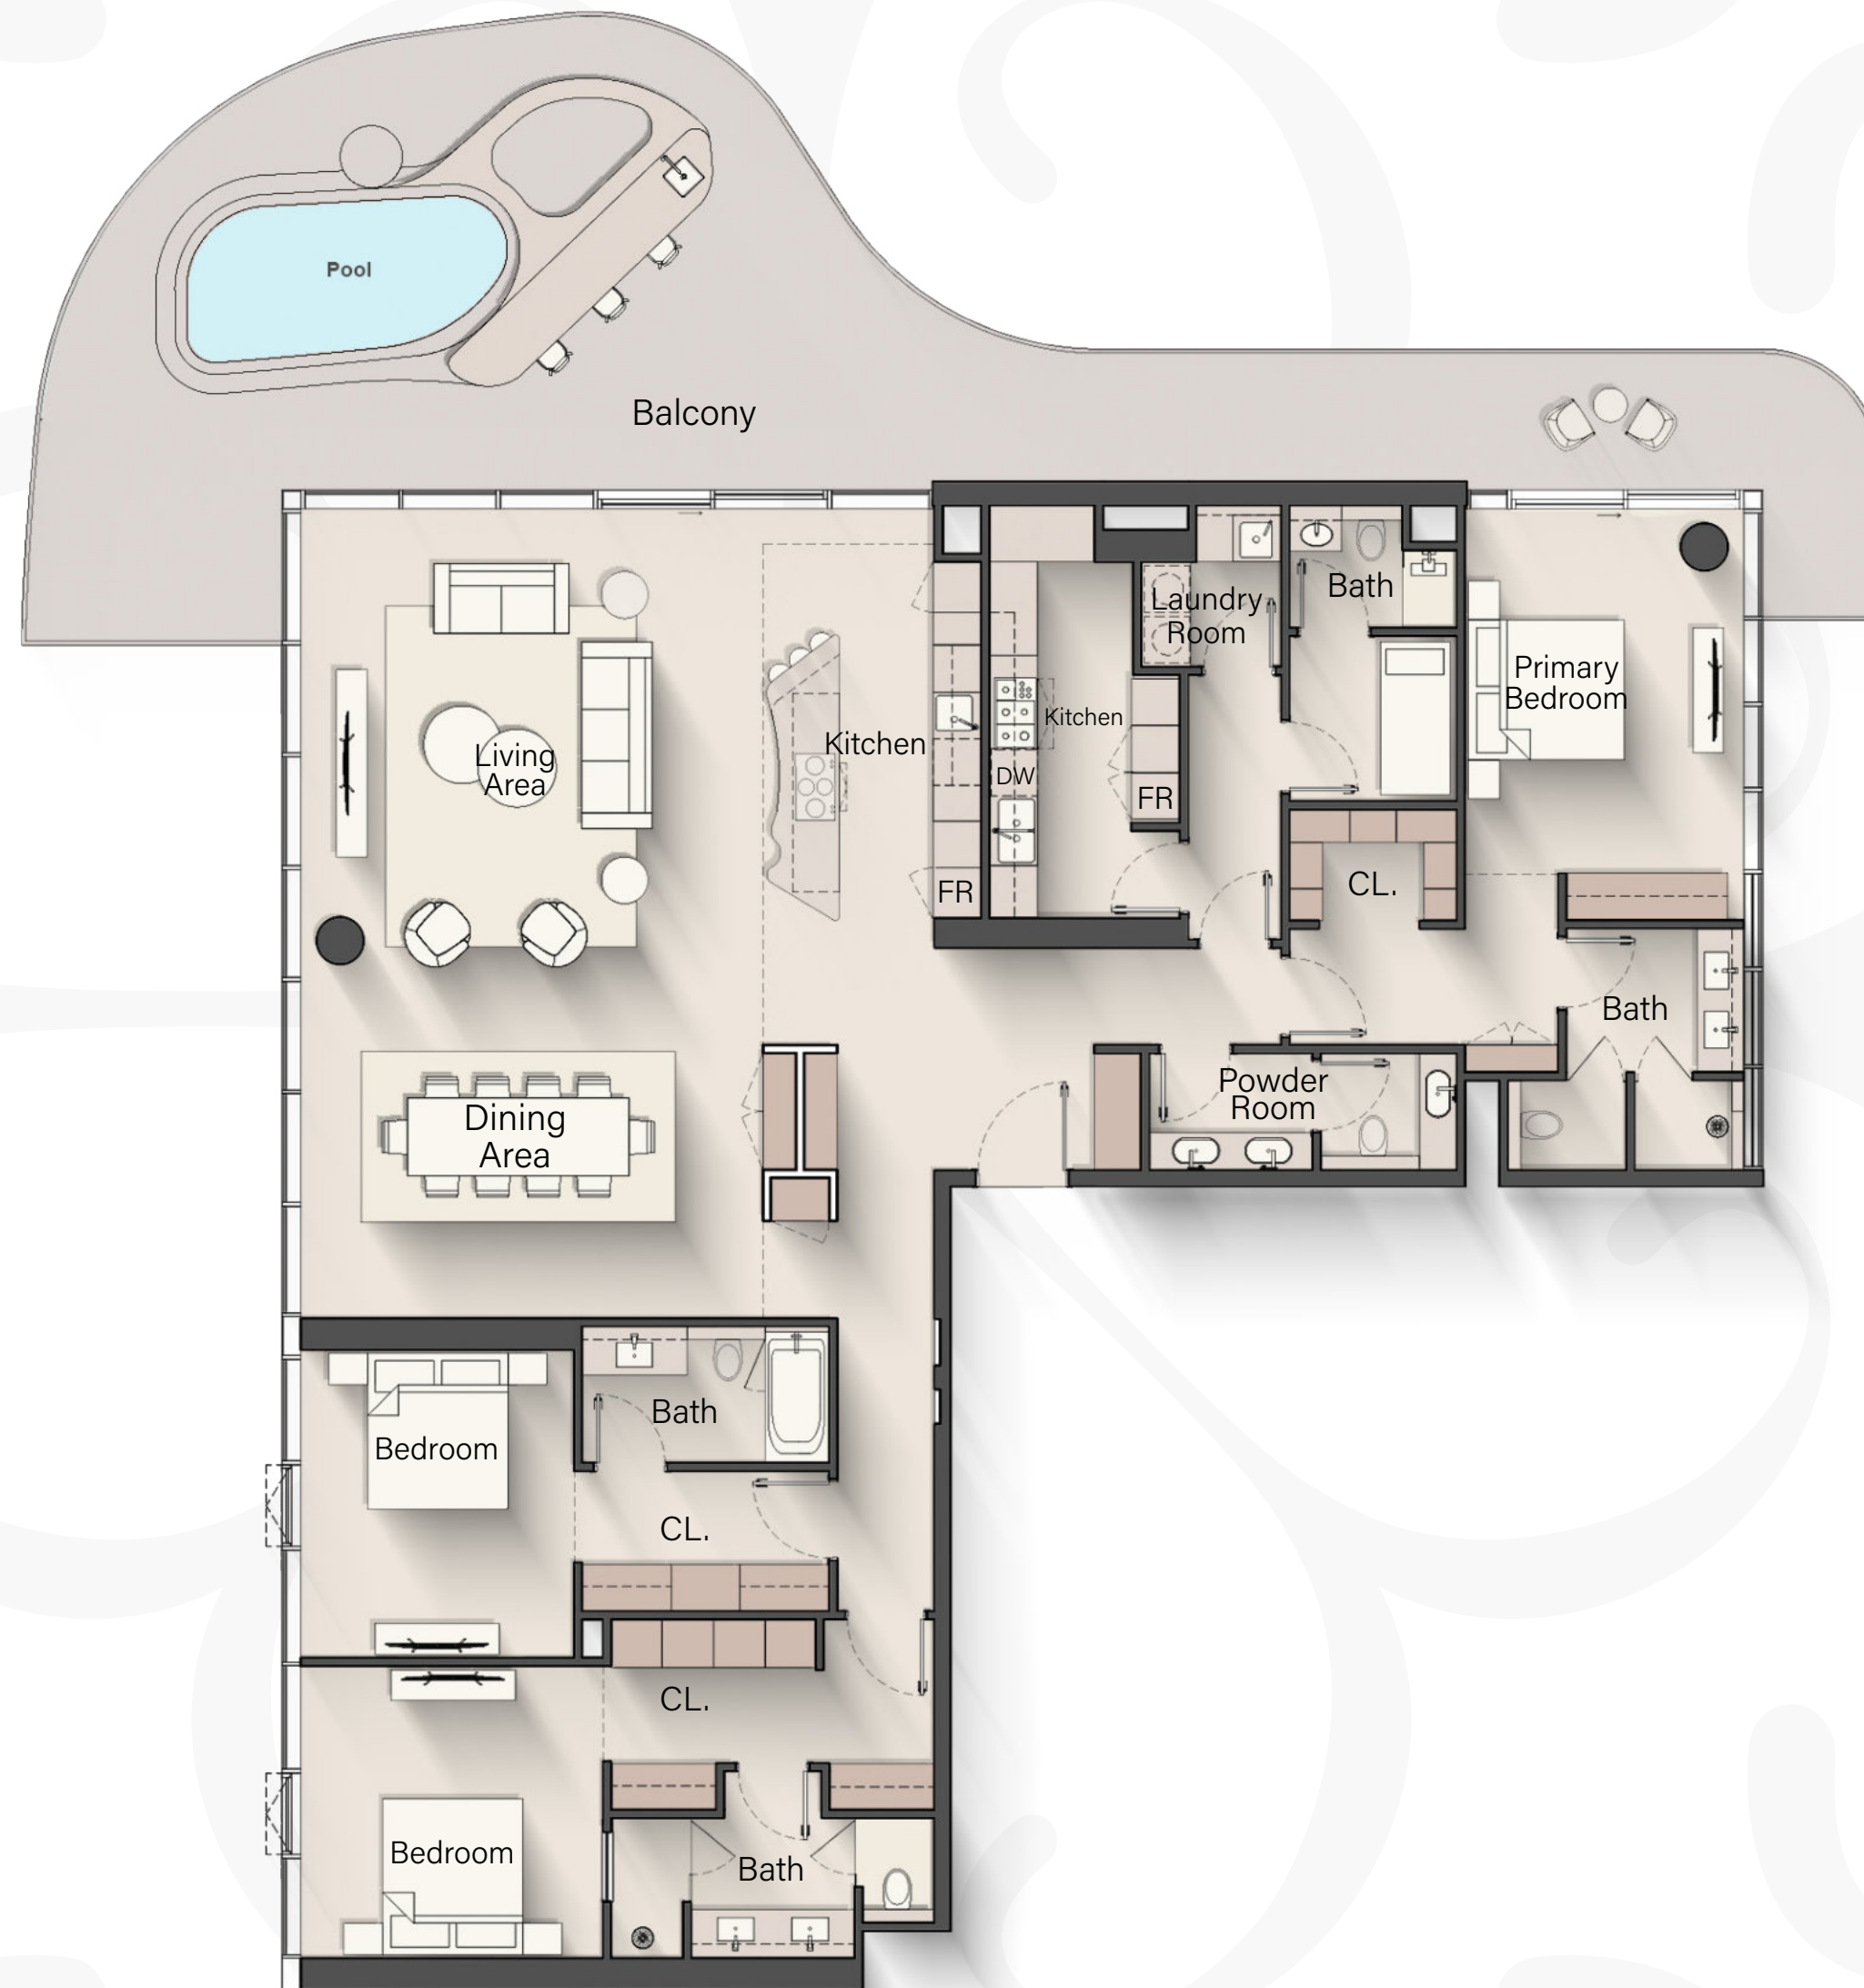 Pool
Balcony
Laundry
Room
Bath
Primary
Bedroom
Kitchen
Kitchen
Living
Area
DW
FR
FR
CL.
Bath
Powder
Room
Dining
Area
Bath
Bedroom
CL.
CL.
Bedroom
Bath